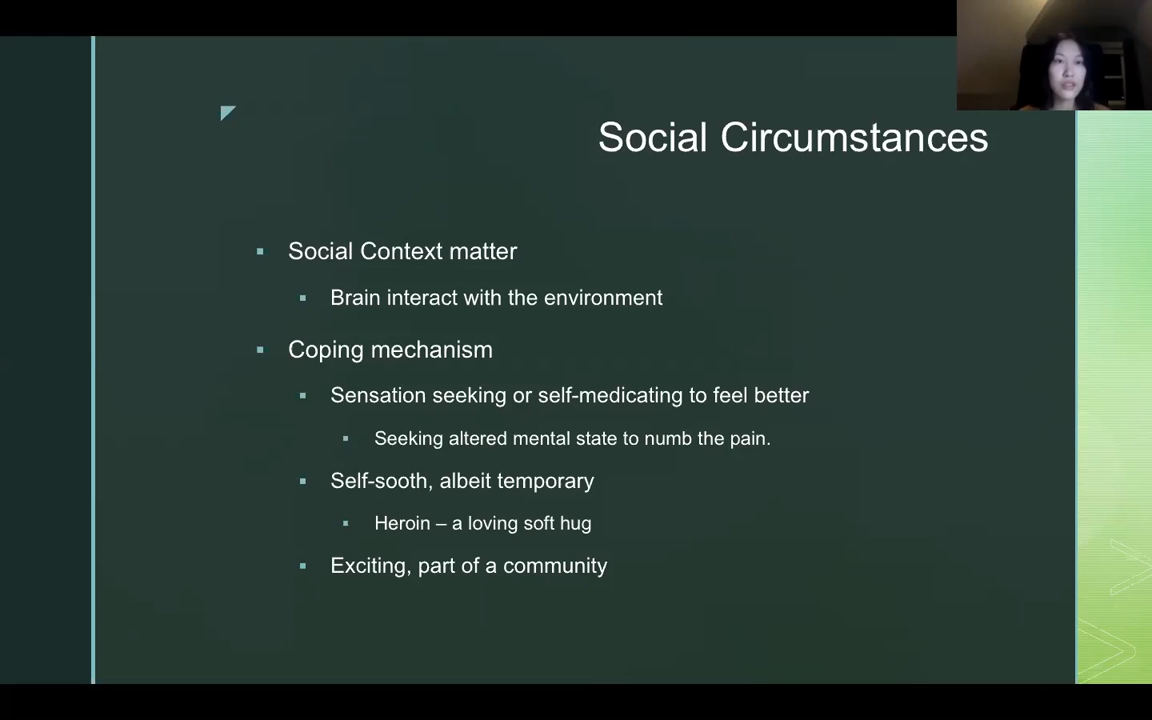 Social Circumstances
Social Context matter
Brain interact with the environment
Coping mechanism
Sensation seeking or self-medicating to feel better
Seeking altered mental state to numb the pain.
Self-sooth, albeit temporary
Heroin – a loving soft hug
Exciting, part of a community